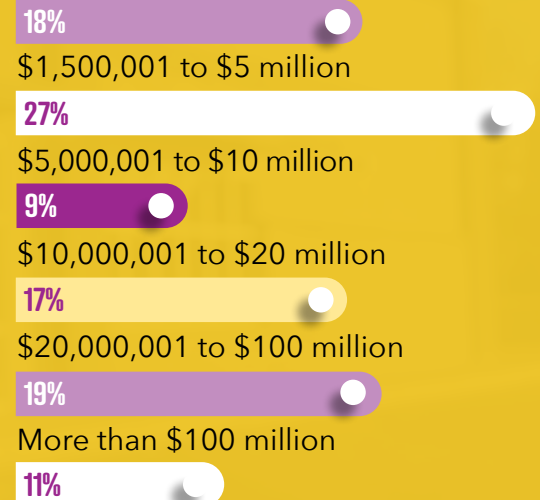 18%
$1,500,001 to $5 million
27%
$5,000,001 to $10 million
9%
$10,000,001 to $20 million
17%
$20,000,001 to $100 million
19%
More than $100 million
11%